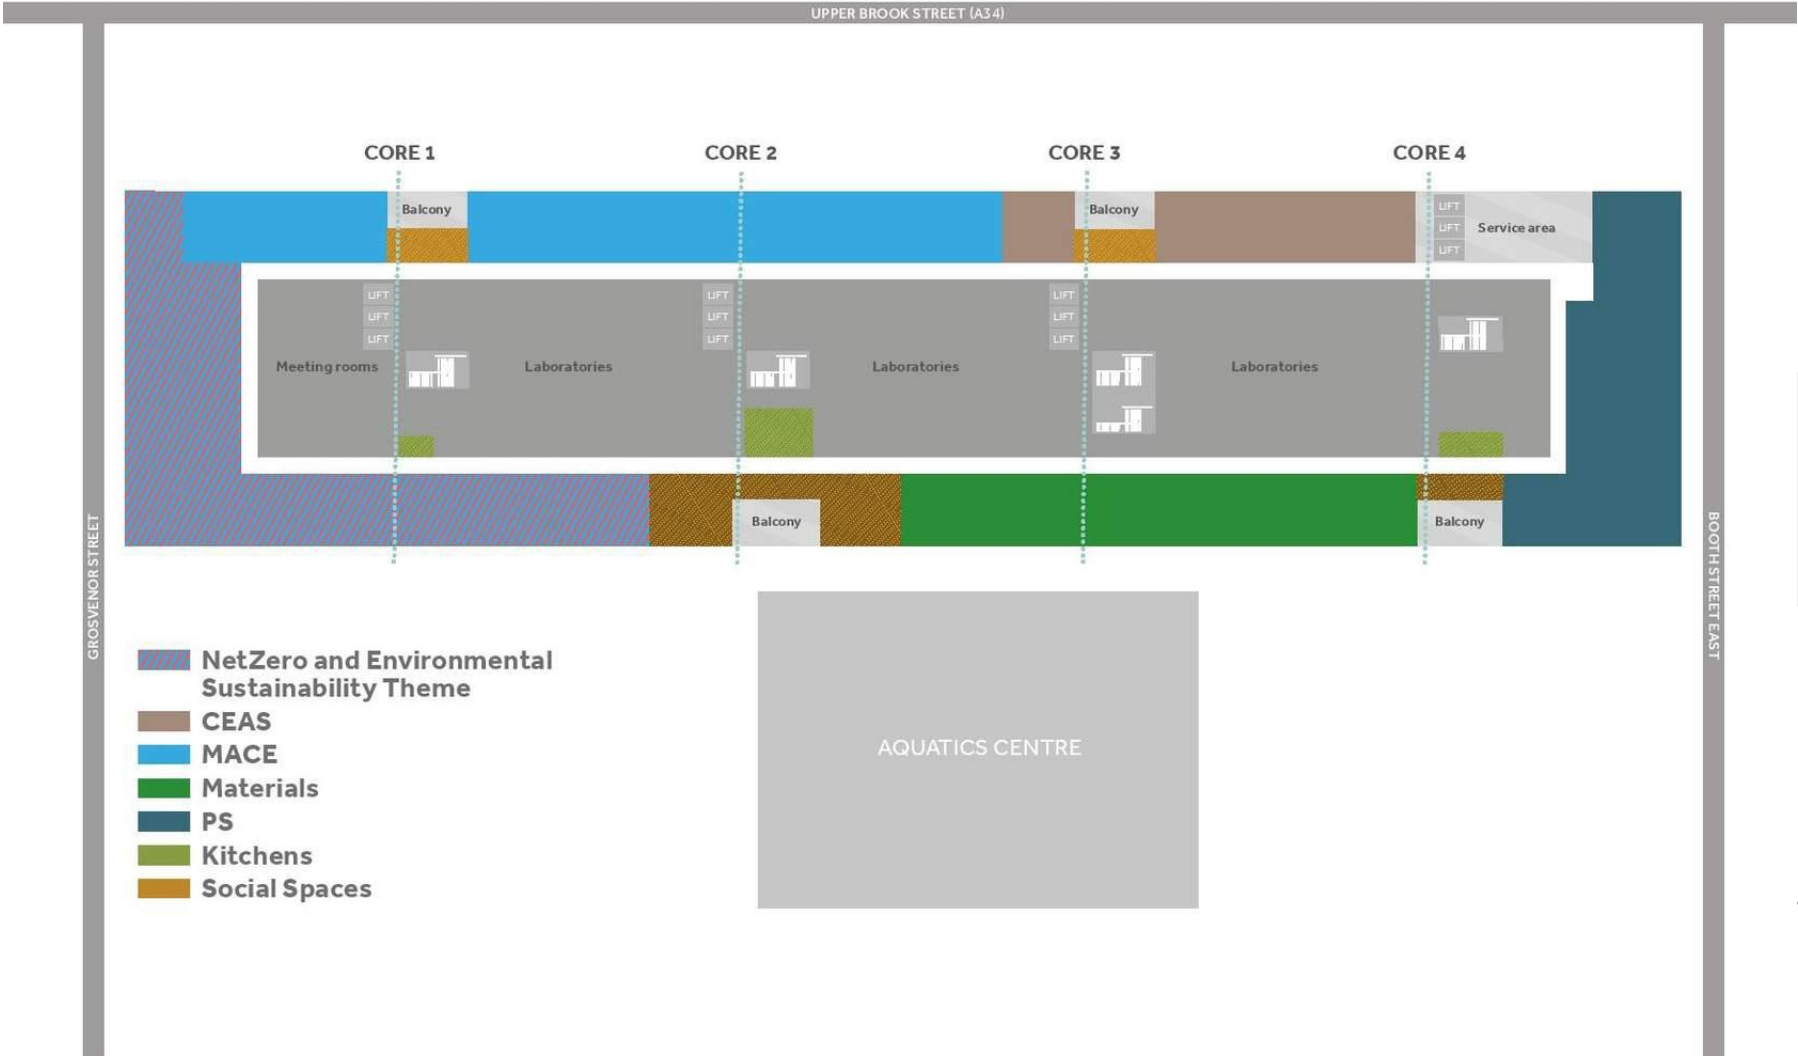 UPPER BROOK STREET (A34)
CORE 1
CORE 2
CORE 3
CORE 4
Balcony
Balcony
LIFT
LIFT
LIFT
Service area
LIFT
LIFT
LIFT
LIFT
LIFT
LIFT
LIFT
LIFT
LIFT
Meeting rooms
Laboratories
Laboratories
Laboratories
Balcony
Balcony
GROSVENOR STREET
BOOTH STREET EAST
NetZero and Environmental
Sustainability Theme
CEAS
MACE
Materials
PS
Kitchens
Social Spaces
AQUATICS CENTRE